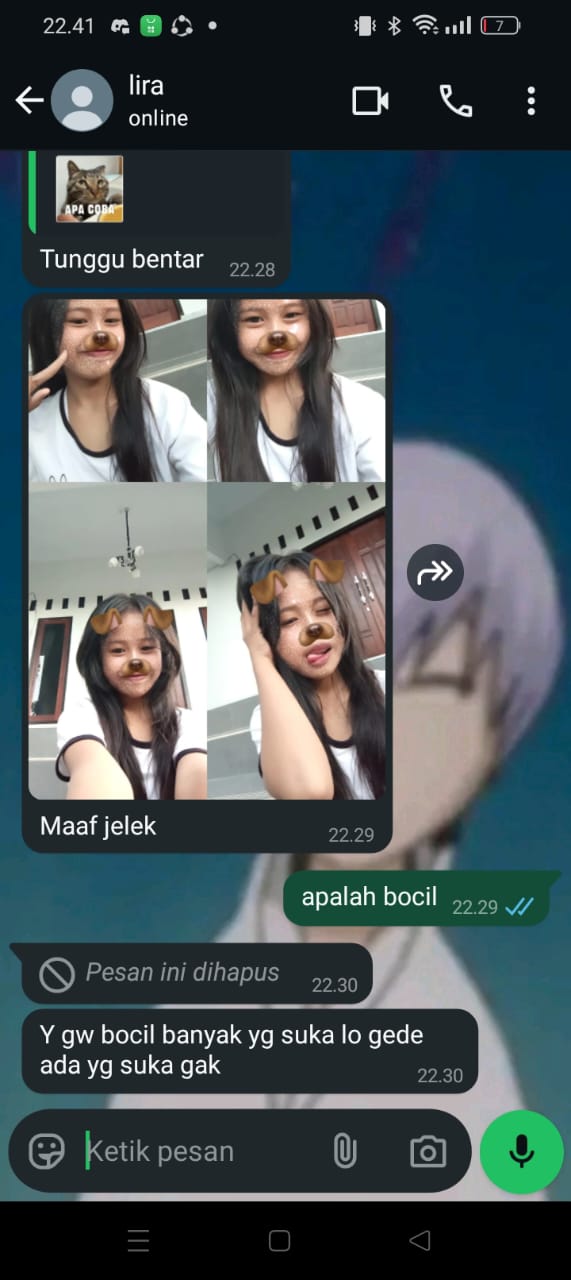 22.41
7
lira
online
APA COBA
Tunggu bentar
22.28
Maaf jelek
22.29
apalah bocil
22.29
Pesan ini dihapus
22.30
Y gw bocil banyak yg suka lo gede
ada yg suka gak
22.30
Ketik pesan